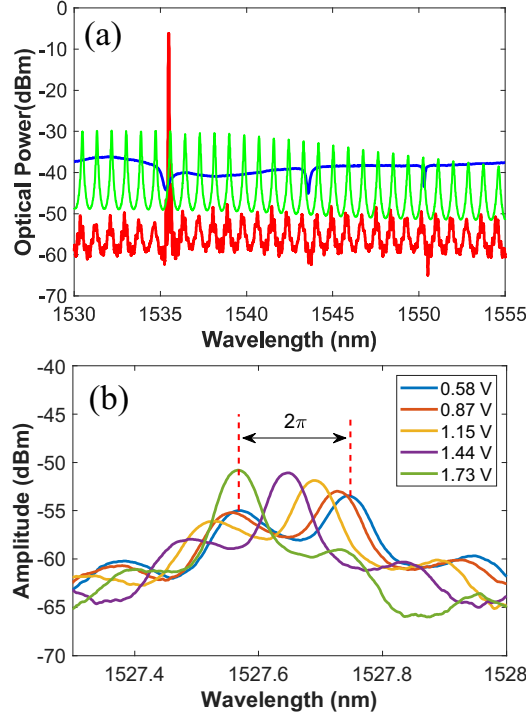 (a)
Optical Power(dBm)
0
-10
-20
-30
-40
-50
-60
-70
1530
1535
1540
1545
1550
1555
Wavelength (nm)
(b)
Amplitude (dBm)
-40
-45
-50
-55
-60
-65
-70
2π
0.58 V
0.87 V
1.15 V
1.44 V
1.73 V
1527.4
1527.6
1527.8
1528
Wavelength (nm)